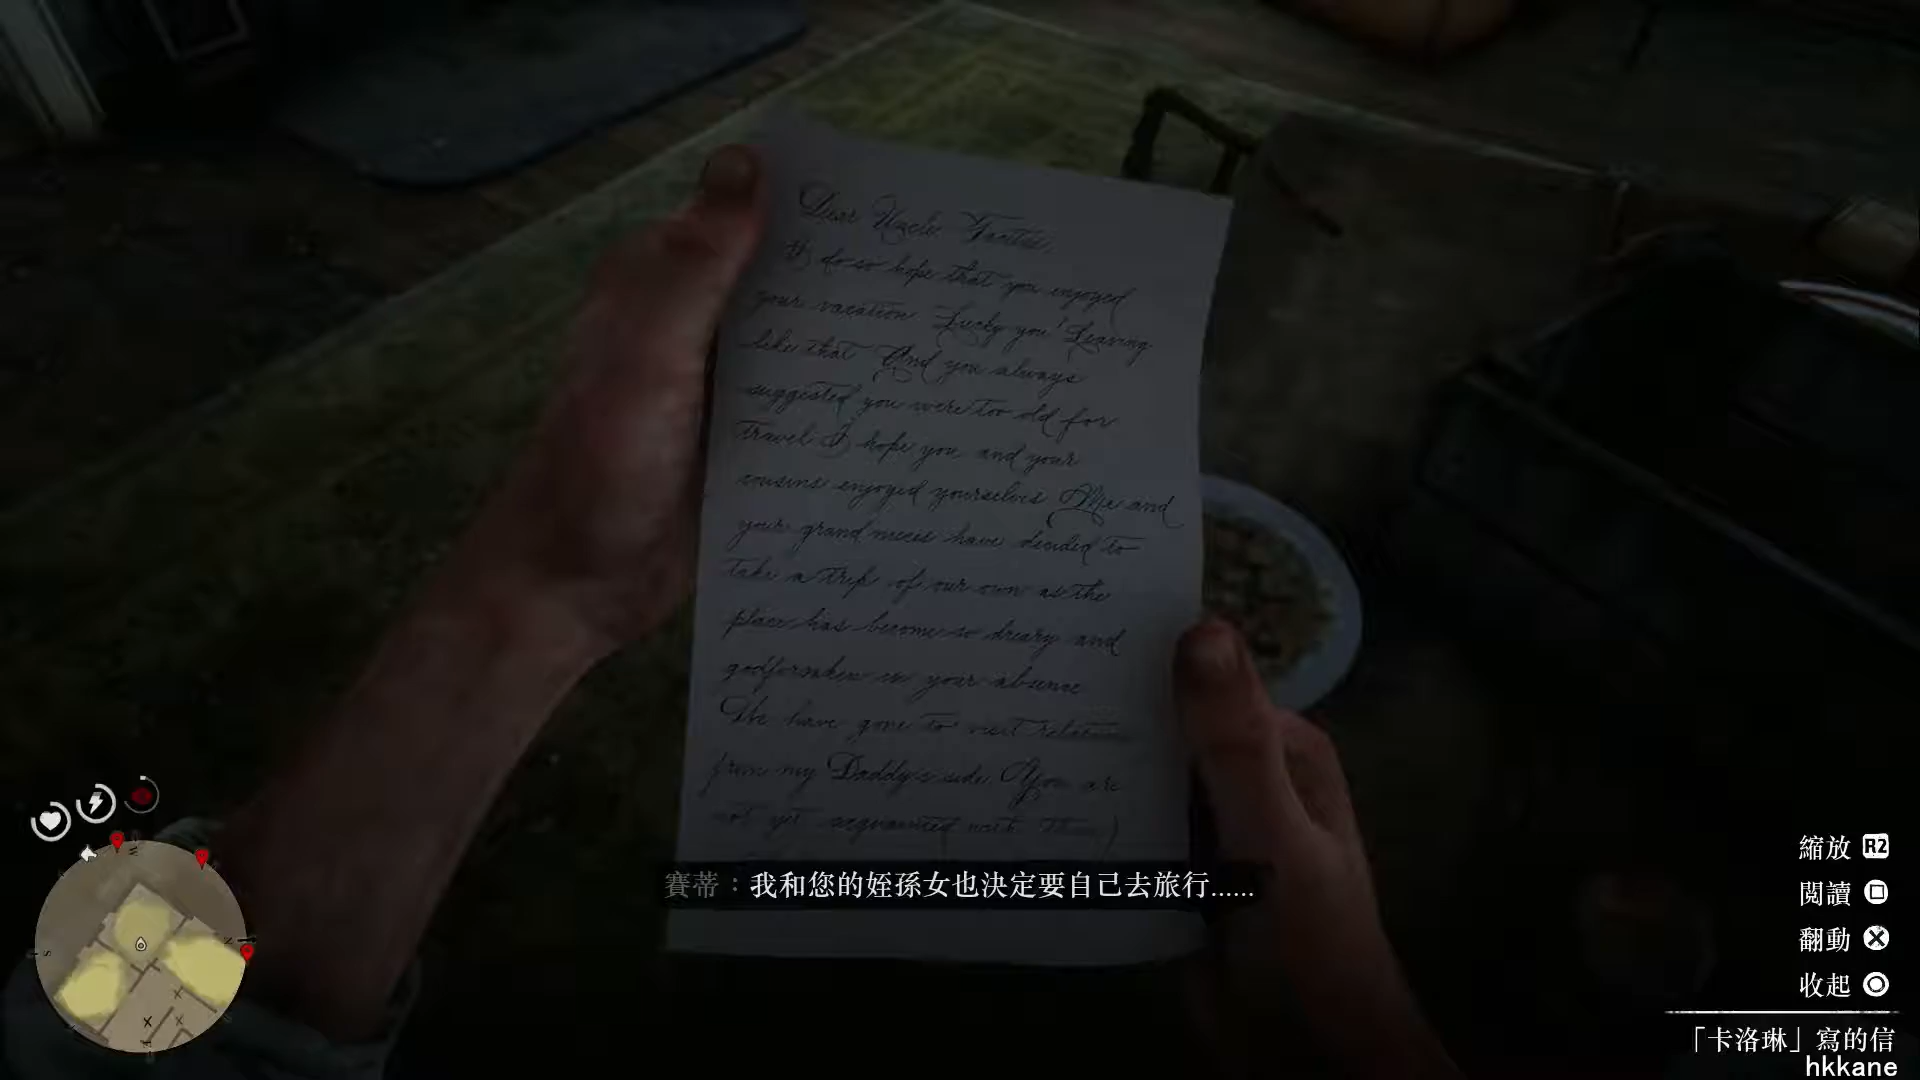 Dear Uncle Tacitus,
I do so hope that you enjoyed
your vacation. Lucky you! Leaving
like that. And you always
suggested you were too old for
travel. I hope you and your
cousins enjoyed yourselves. Me and
your grand nieces have decided to
take a trip of our own as the
place has become so dreary and
godforsaken in your absence.
We have gone to visit relations
from my Daddy's side. (You are
not yet acquainted with them)
賽蒂：我和您的姪孫女也決定要自己去旅行......
縮放 R2
閱讀
翻動
收起
「卡洛琳」寫的信
hkkane